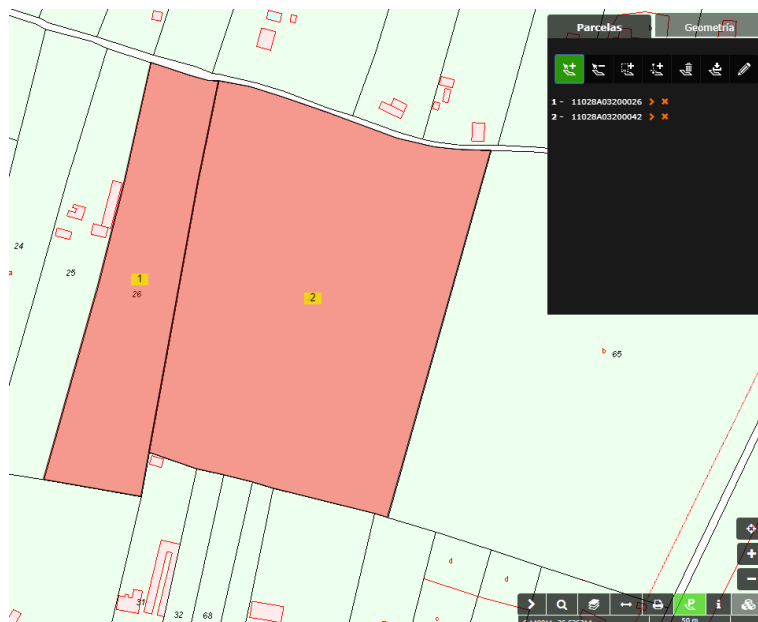 Parcelas
Geometría
1 - 11028A03200026
2 - 11028A03200042
24
a
25
1
26
2
b
65
d
d
31
32
68
50 m